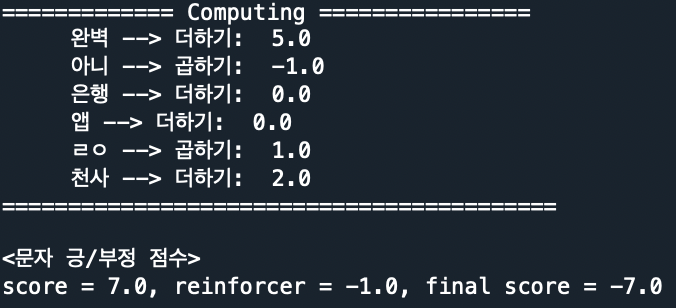 ============= Computing ================
완벽 --> 더하기:  5.0
아니 --> 곱하기:  -1.0
은행 --> 더하기:  0.0
앱 --> 더하기:  0.0
ㄹㅇ --> 곱하기:  1.0
천사 --> 더하기:  2.0
==========================================
<문자 긍/부정 점수>
score = 7.0, reinforcer = -1.0, final score = -7.0